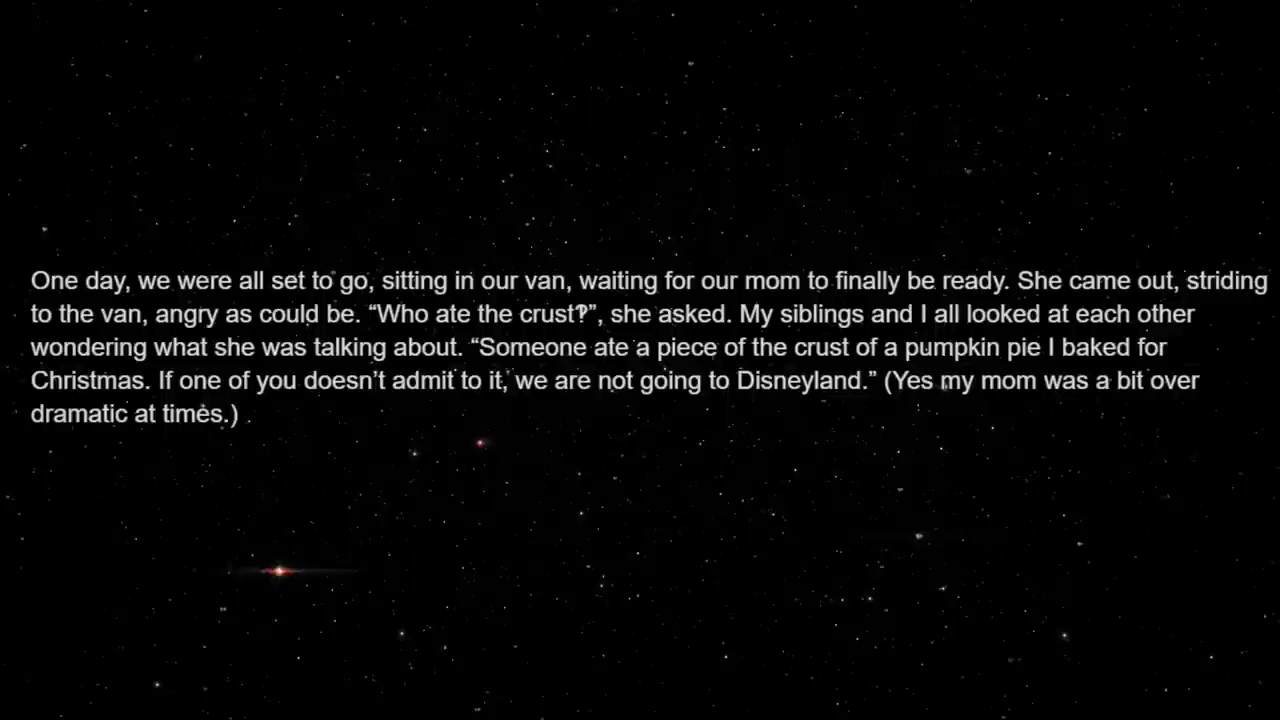 One day, we were all set to go, sitting in our van, waiting for our mom to finally be ready. She came out, striding
to the van, angry as could be. “Who ate the crust?”, she asked. My siblings and I all looked at each other
wondering what she was talking about. “Someone ate a piece of the crust of a pumpkin pie I baked for
Christmas. If one of you doesn’t admit to it, we are not going to Disneyland.” (Yes my mom was a bit over
dramatic at times.)